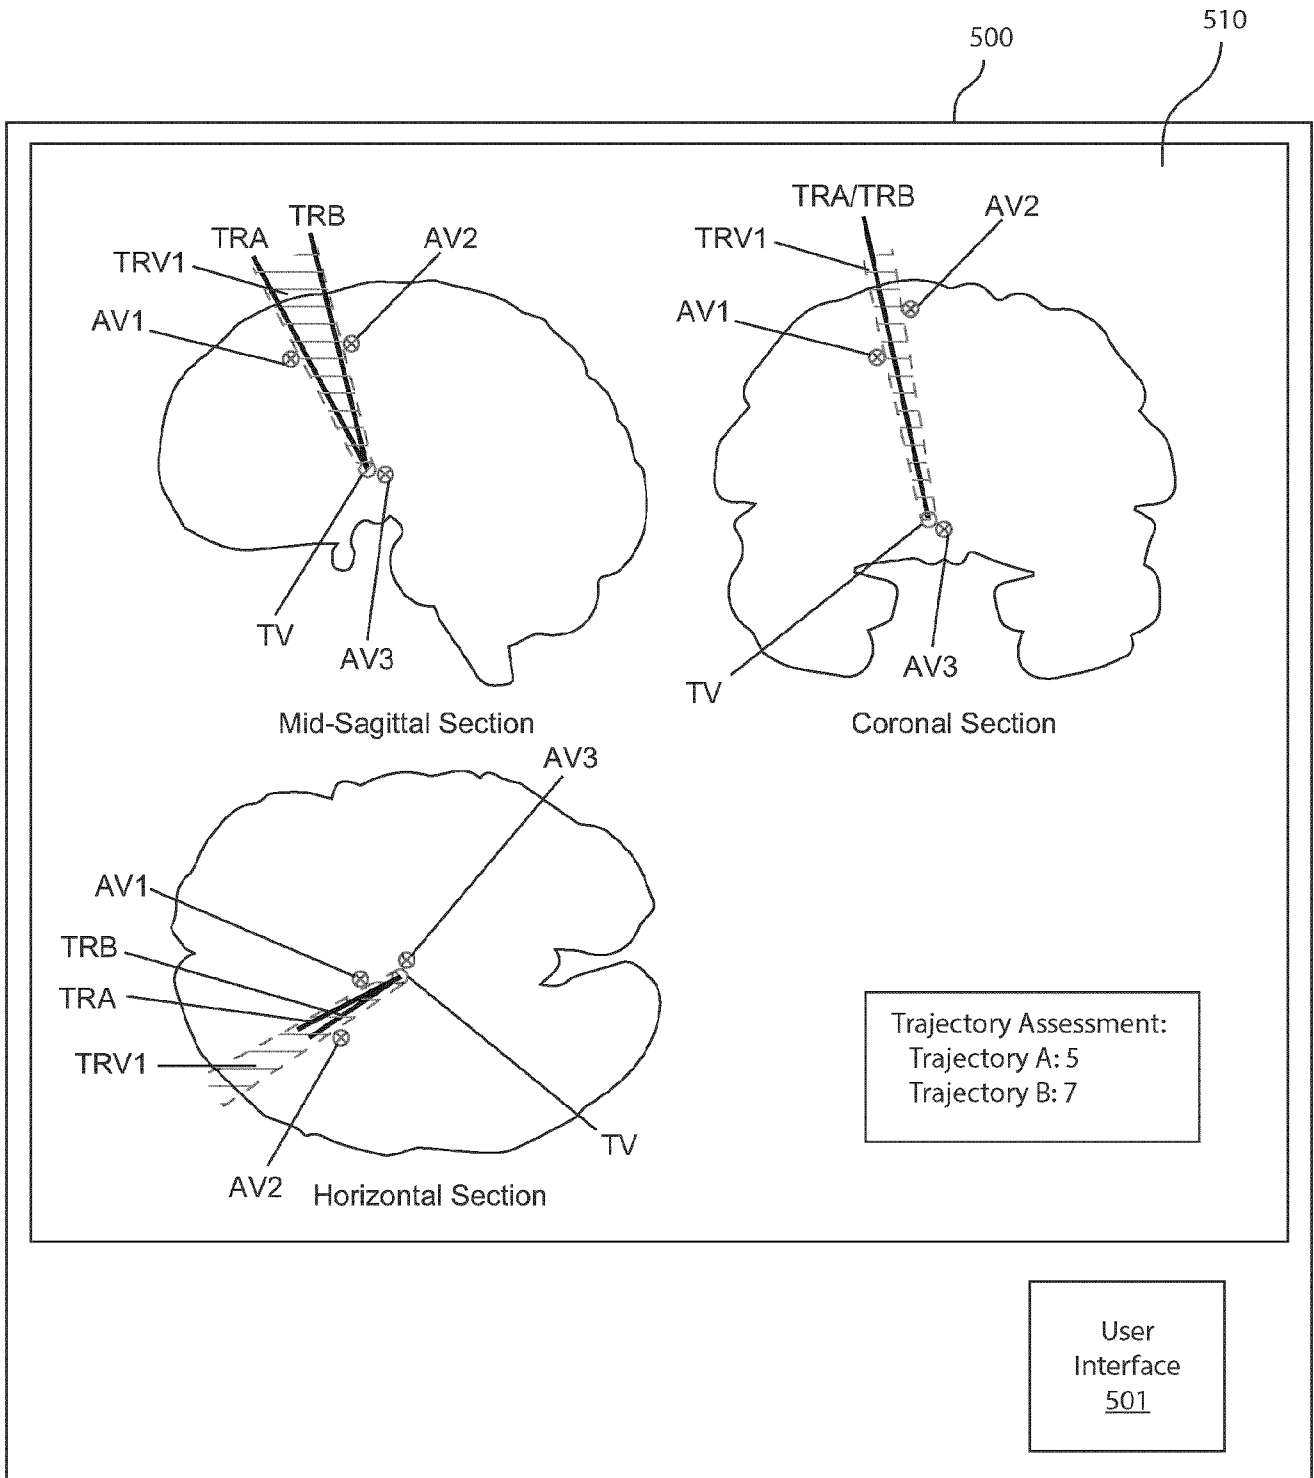 500
510
TRB
TRA
TRV1
AV2
AV1
TV
AV3
Mid-Sagittal Section
TRA/TRB
AV2
TRV1
AV1
AV3
TV
Coronal Section
AV3
AV1
TRB
TRA
TRV1
TV
AV2
Horizontal Section
Trajectory Assessment:
Trajectory A: 5
Trajectory B: 7
User
Interface
501